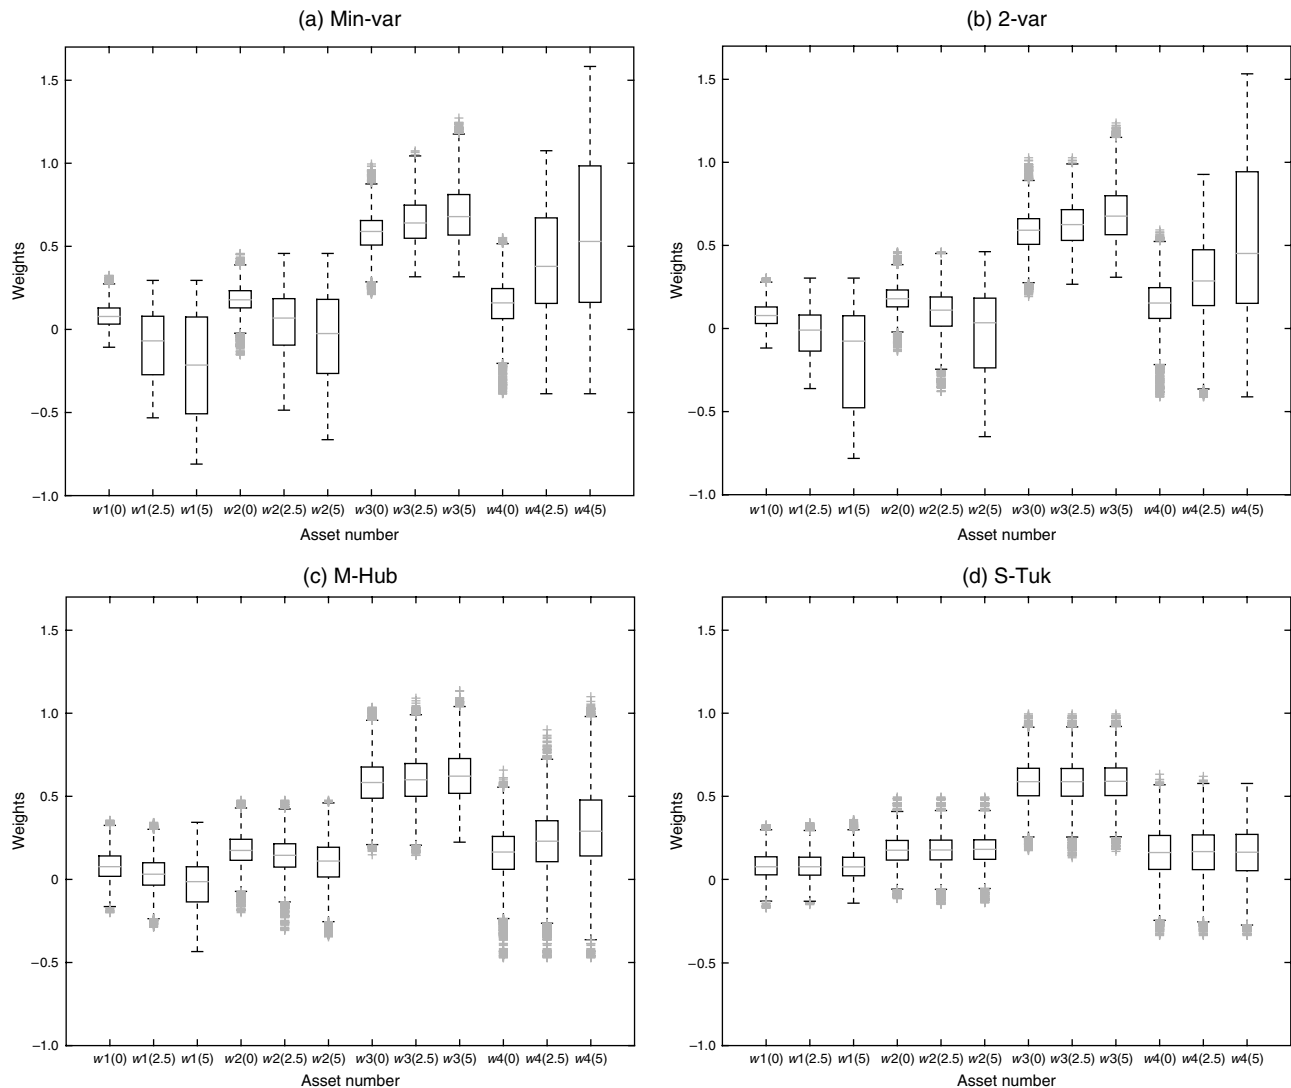 (a) Min-var
Weights
1.5
1.0
0.5
0
−0.5
−1.0
w1(0) w1(2.5) w1(5) w2(0) w2(2.5) w2(5) w3(0) w3(2.5) w3(5) w4(0) w4(2.5) w4(5)
Asset number
(b) 2-var
Weights
1.5
1.0
0.5
0
−0.5
−1.0
w1(0) w1(2.5) w1(5) w2(0) w2(2.5) w2(5) w3(0) w3(2.5) w3(5) w4(0) w4(2.5) w4(5)
Asset number
(c) M-Hub
Weights
1.5
1.0
0.5
0
−0.5
−1.0
w1(0) w1(2.5) w1(5) w2(0) w2(2.5) w2(5) w3(0) w3(2.5) w3(5) w4(0) w4(2.5) w4(5)
Asset number
(d) S-Tuk
Weights
1.5
1.0
0.5
0
−0.5
−1.0
w1(0) w1(2.5) w1(5) w2(0) w2(2.5) w2(5) w3(0) w3(2.5) w3(5) w4(0) w4(2.5) w4(5)
Asset number